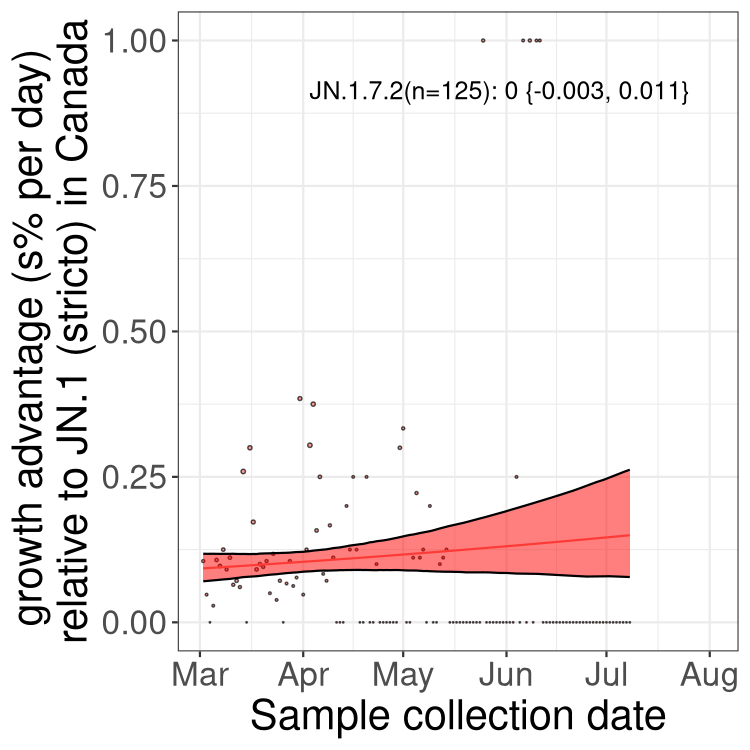 growth advantage (s% per day)
relative to JN.1 (stricto) in Canada
1.00
0.75
0.50
0.25
0.00
JN.1.7.2(n=125): 0 {-0.003, 0.011}
Mar Apr May Jun Jul Aug
Sample collection date